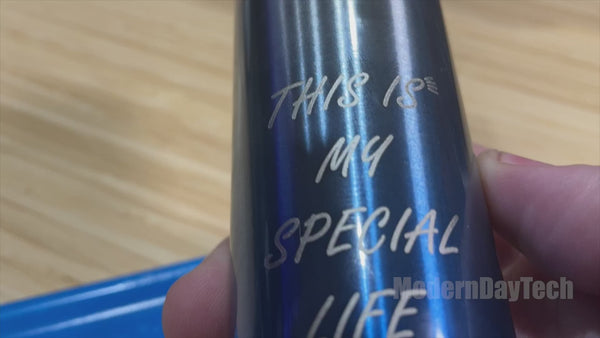 THIS IS
MY
SPECIAL
LIFE
ModernDayTech